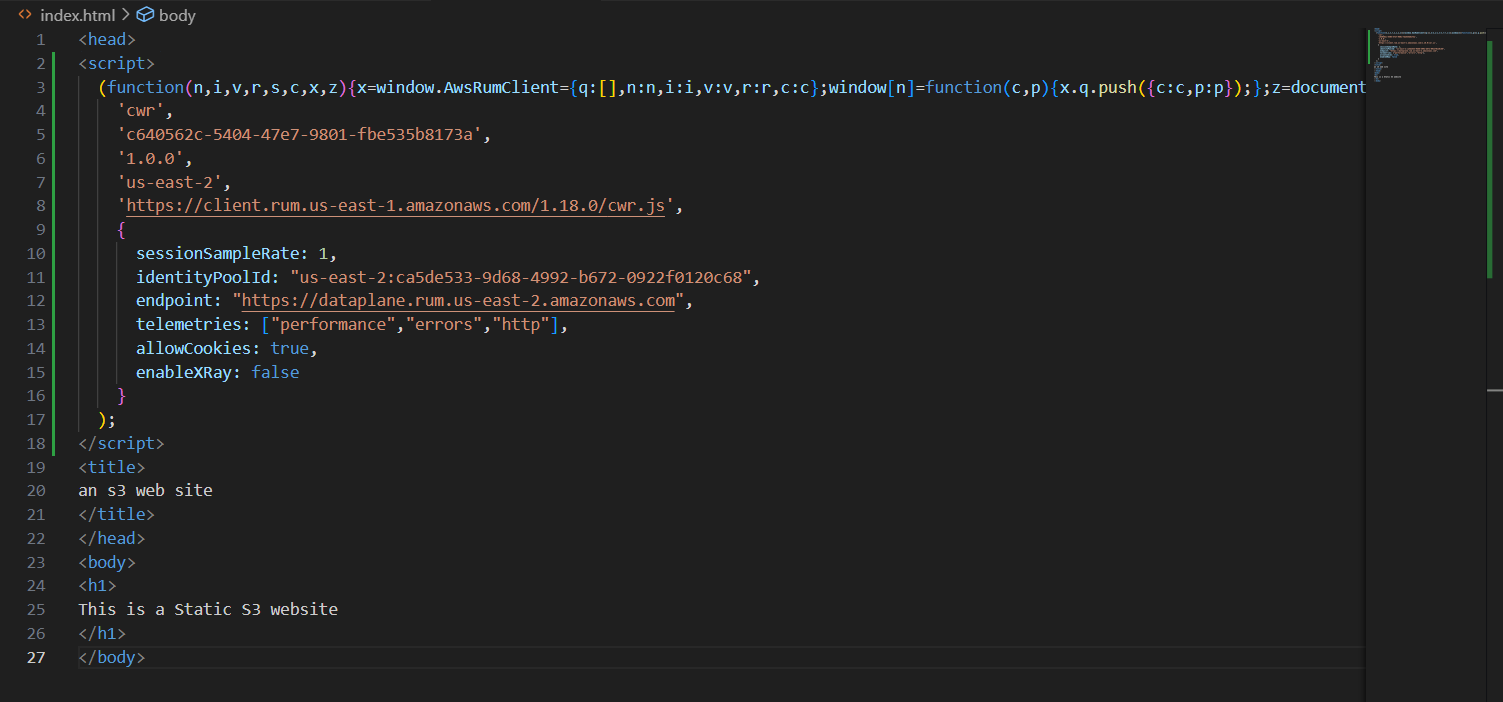 index.html > body
1 <head>
2 <script>
3 (function(n,i,v,r,s,c,x,z){x=window.AwsRumClient={q:[],n:n,i:i,v:v,r:r,c:c};window[n]=function(c,p){x.q.push({c:c,p:p});};z=document
4 'cwr',
5 'c640562c-5404-47e7-9801-fbe535b8173a',
6 '1.0.0',
7 'us-east-2',
8 'https://client.rum.us-east-1.amazonaws.com/1.18.0/cwr.js',
9 {
10 sessionSampleRate: 1,
11 identityPoolId: "us-east-2:ca5de533-9d68-4992-b672-0922f0120c68",
12 endpoint: "https://dataplane.rum.us-east-2.amazonaws.com",
13 telemetries: ["performance","errors","http"],
14 allowCookies: true,
15 enableXRay: false
16 }
17 );
18 </script>
19 <title>
20 an s3 web site
21 </title>
22 </head>
23 <body>
24 <h1>
25 This is a Static S3 website
26 </h1>
27 </body>